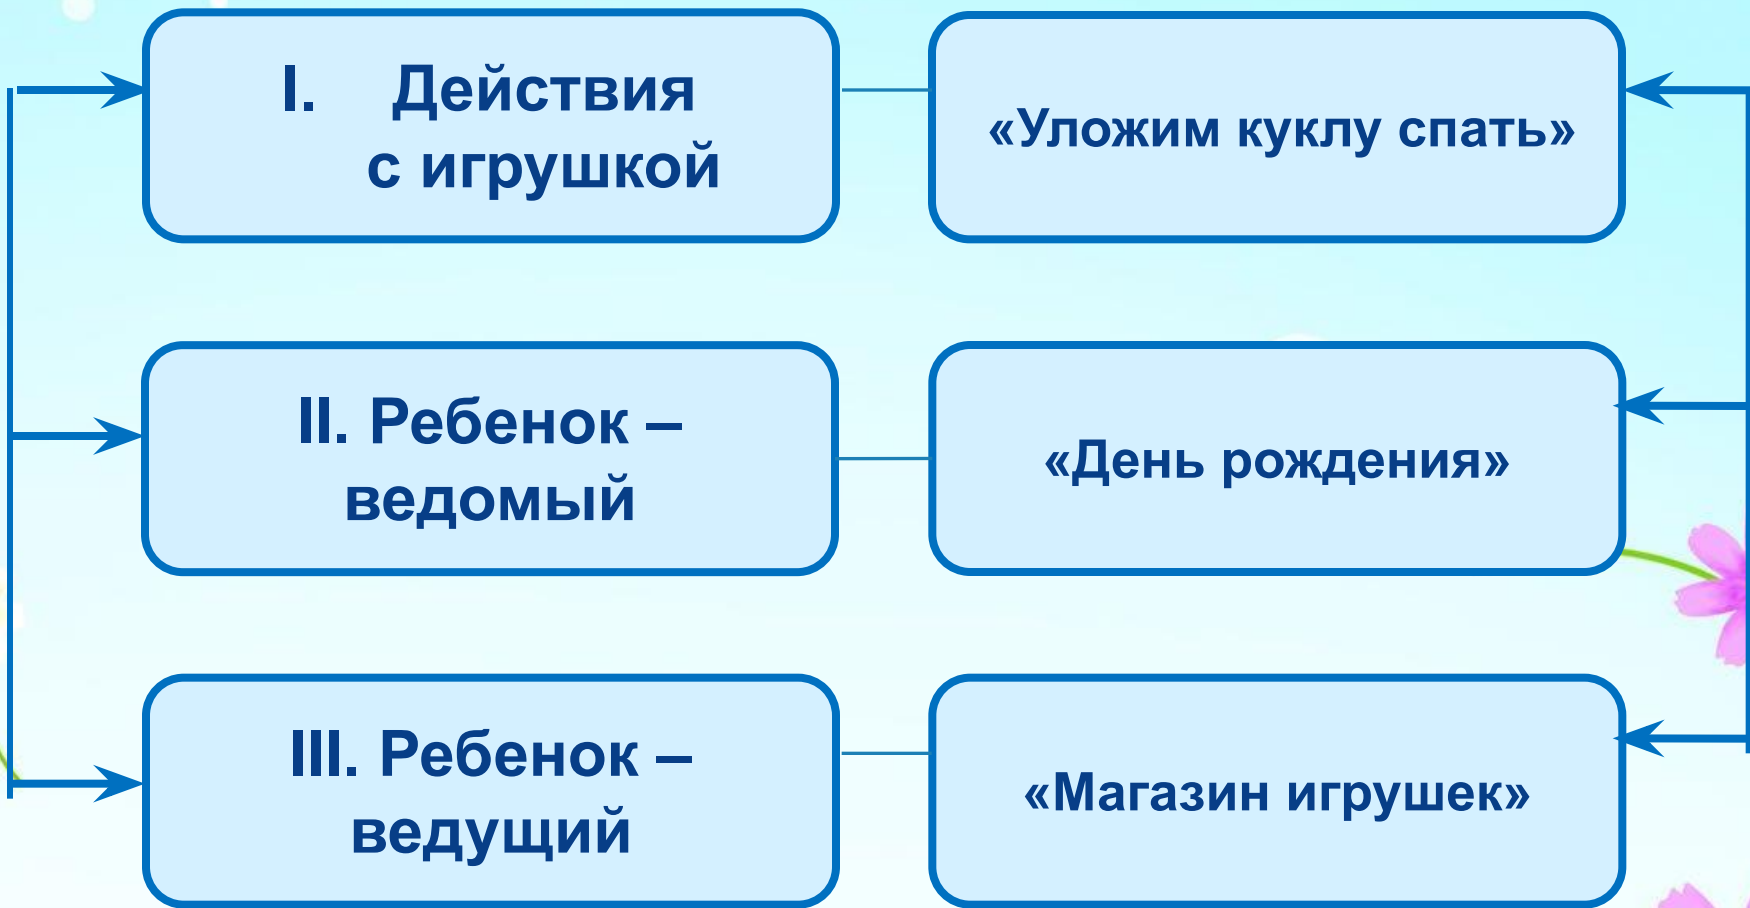 I. Действия
с игрушкой
«Уложим куклу спать»
II. Ребенок –
ведомый
«День рождения»
III. Ребенок –
ведущий
«Магазин игрушек»